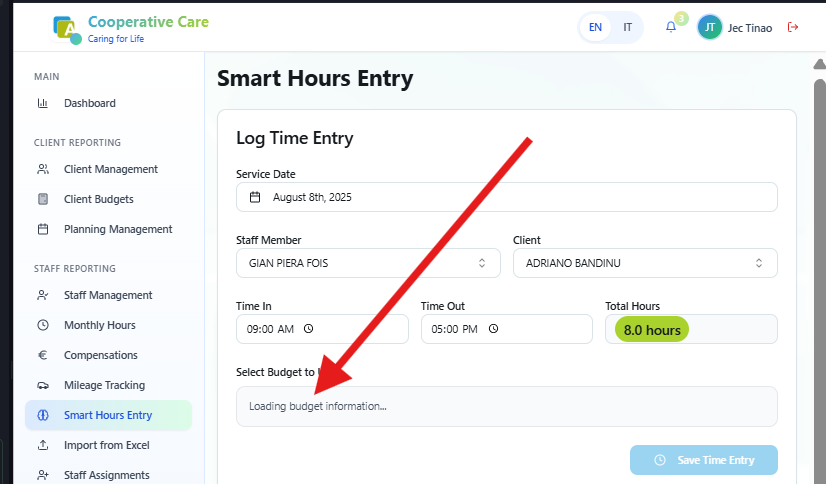 A
Cooperative Care
Caring for Life
EN IT
3
JT
Jec Tinao
MAIN
Dashboard
CLIENT REPORTING
Client Management
Client Budgets
Planning Management
STAFF REPORTING
Staff Management
Monthly Hours
Compensations
Mileage Tracking
Smart Hours Entry
Import from Excel
Staff Assignments
Smart Hours Entry
Log Time Entry
Service Date
August 8th, 2025
Staff Member Client
GIAN PIERA FOIS ADRIANO BANDINU
Time In Time Out Total Hours
09:00 AM 05:00 PM 8.0 hours
Select Budget to
Loading budget information...
Save Time Entry